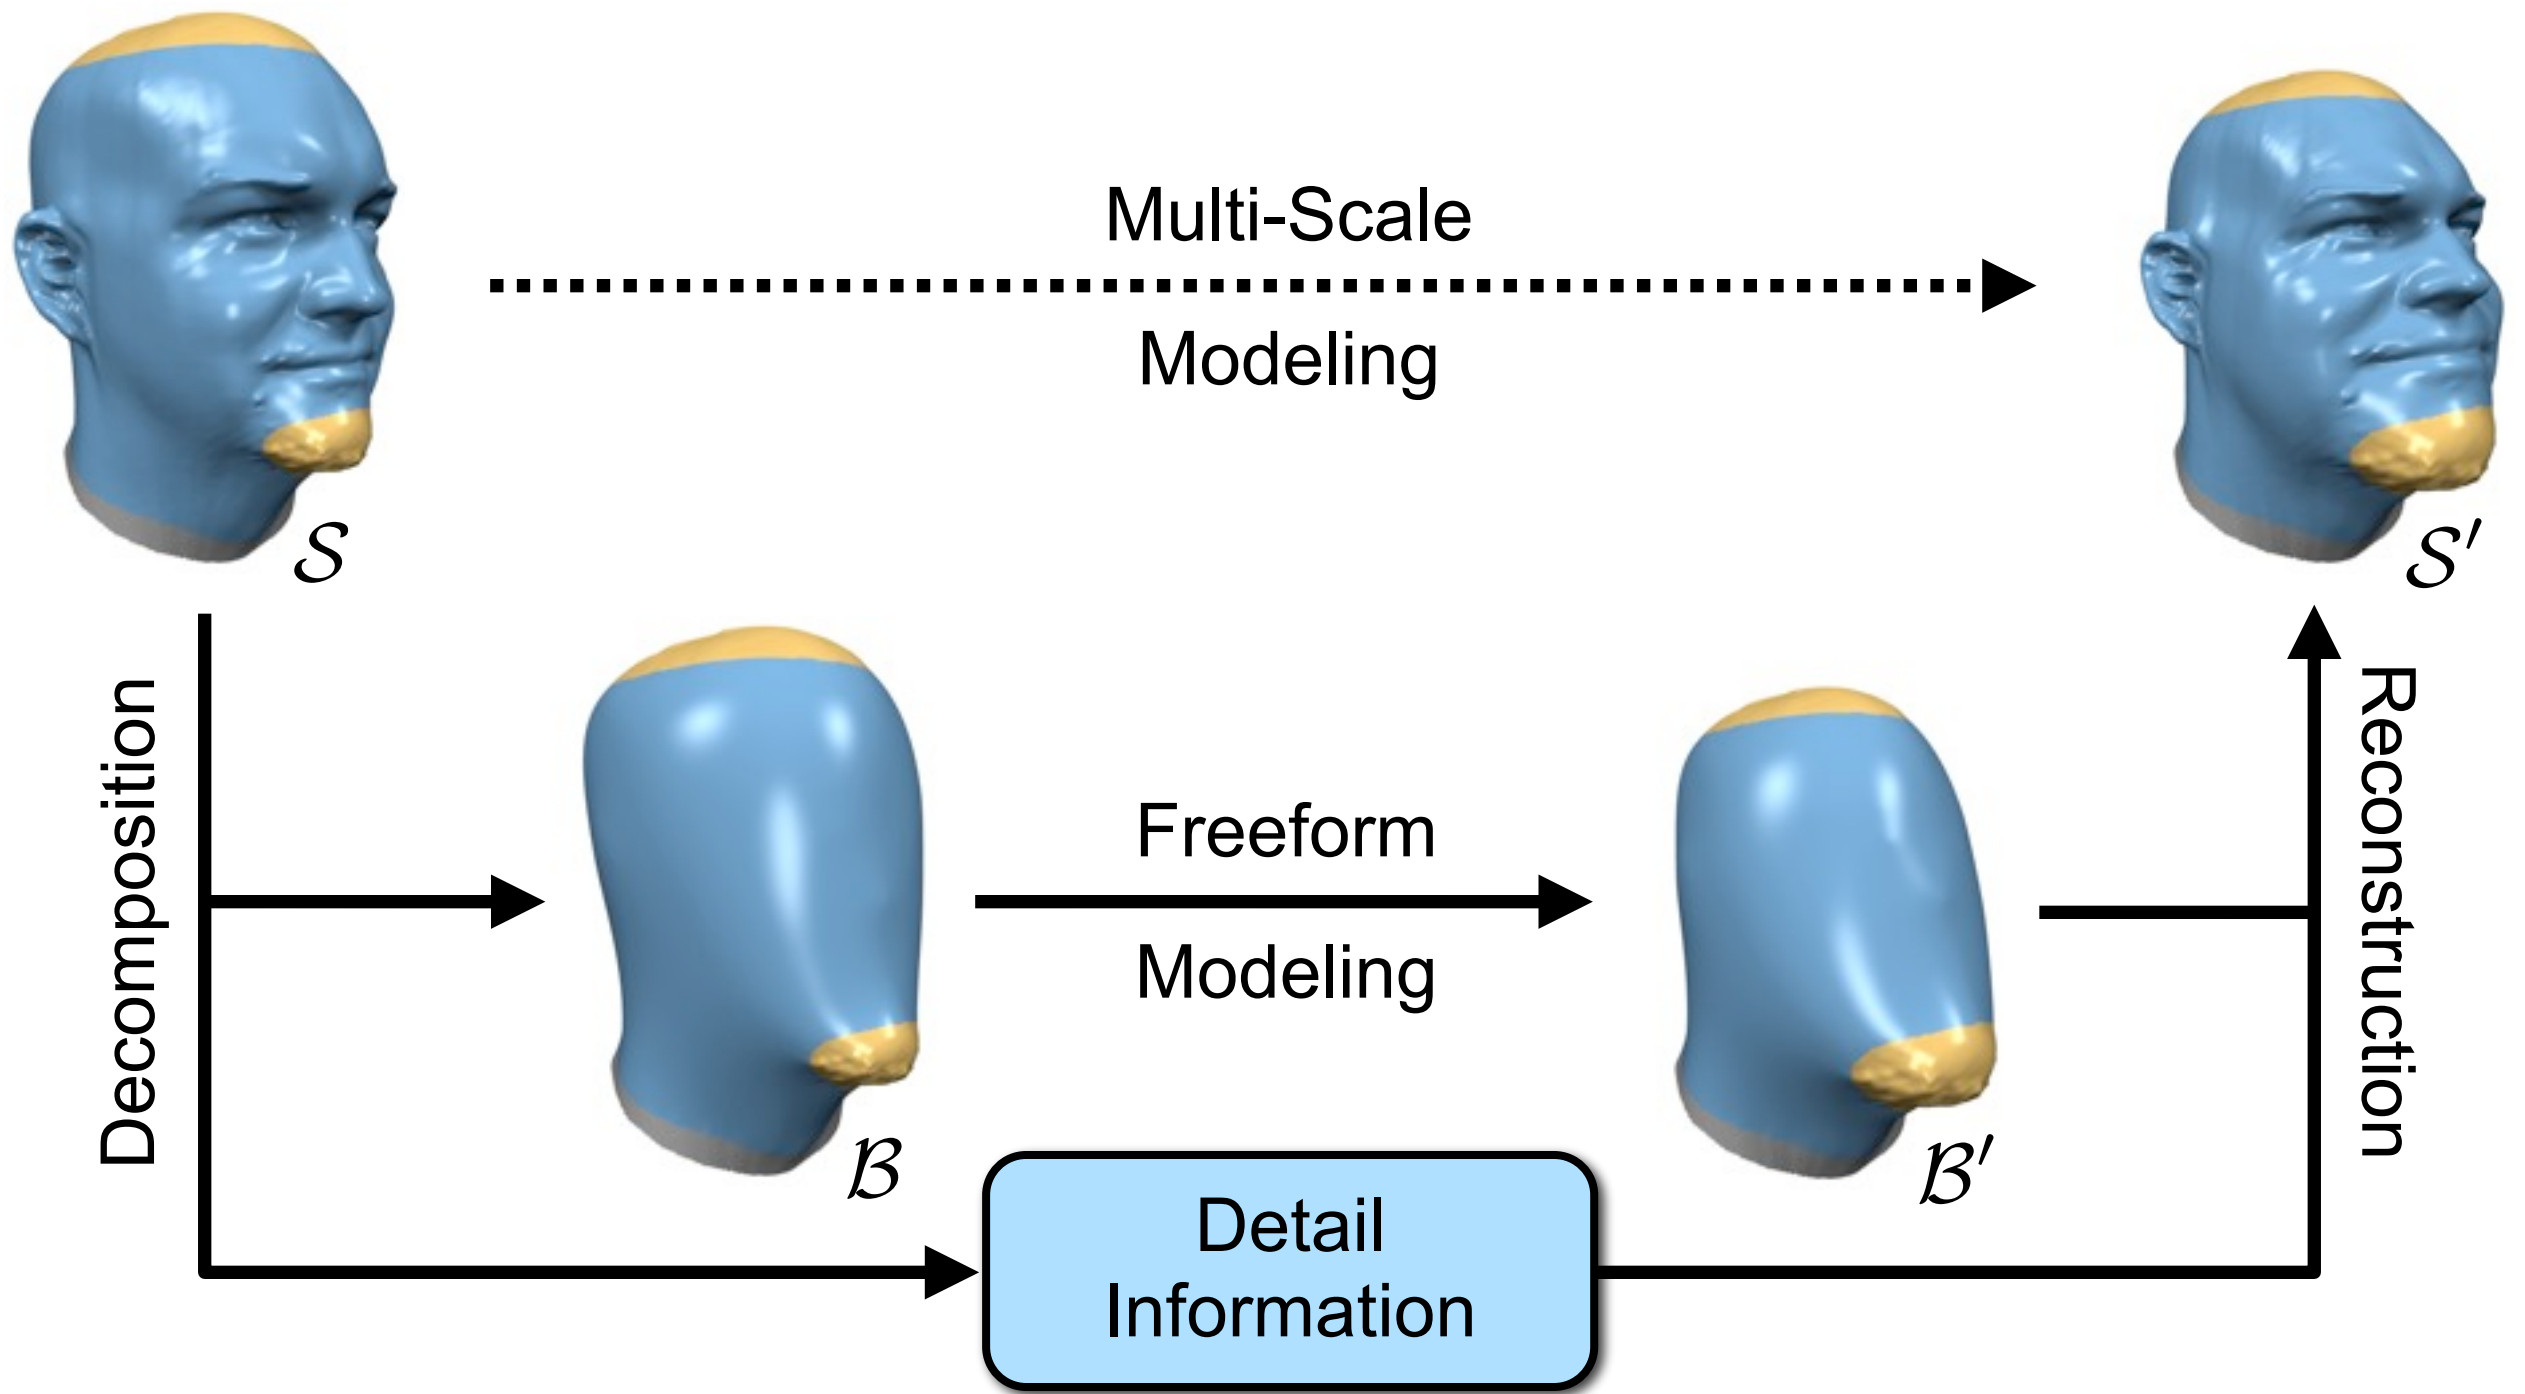 Multi-Scale
Modeling
𝒮
𝒮′
Decomposition
Freeform
Modeling
Reconstruction
ℬ
ℬ′
Detail
Information